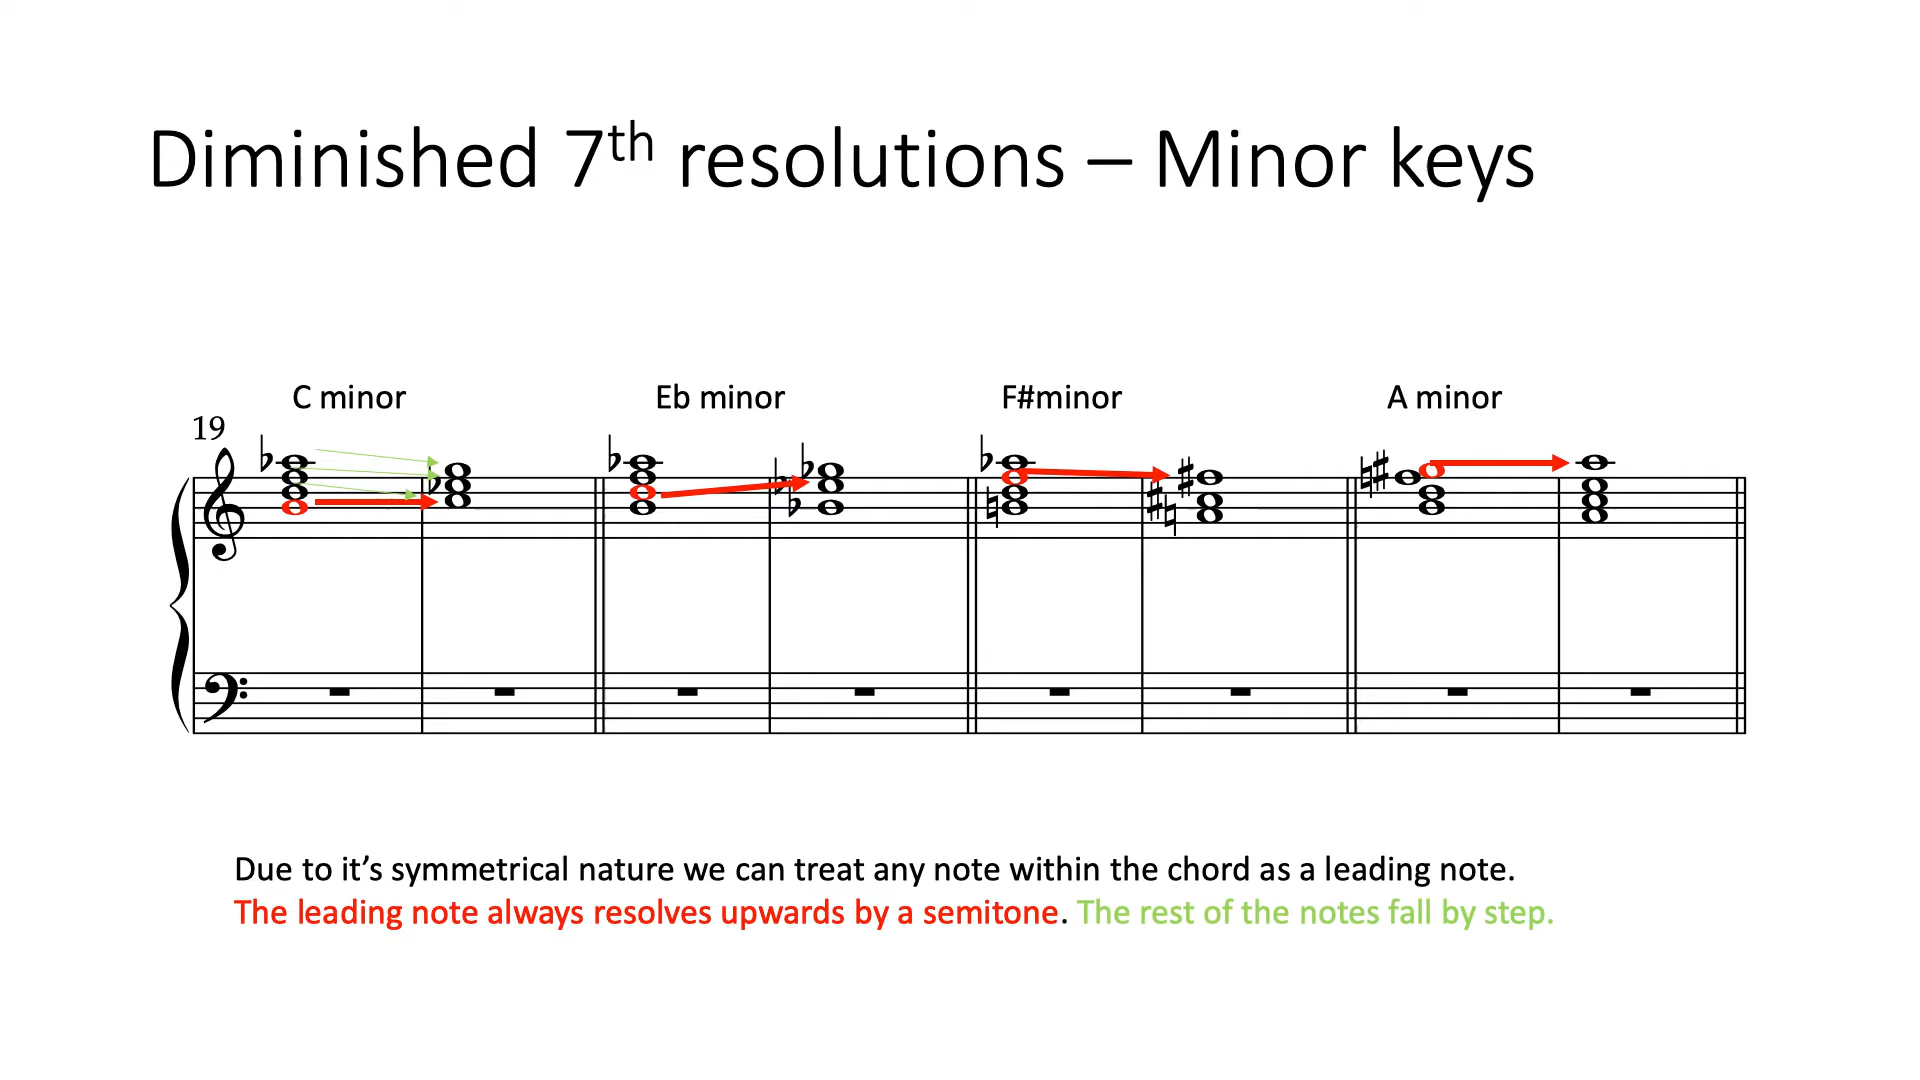 Diminished 7th resolutions – Minor keys
C minor
Eb minor
F#minor
A minor
19
Due to it’s symmetrical nature we can treat any note within the chord as a leading note.
The leading note always resolves upwards by a semitone. The rest of the notes fall by step.